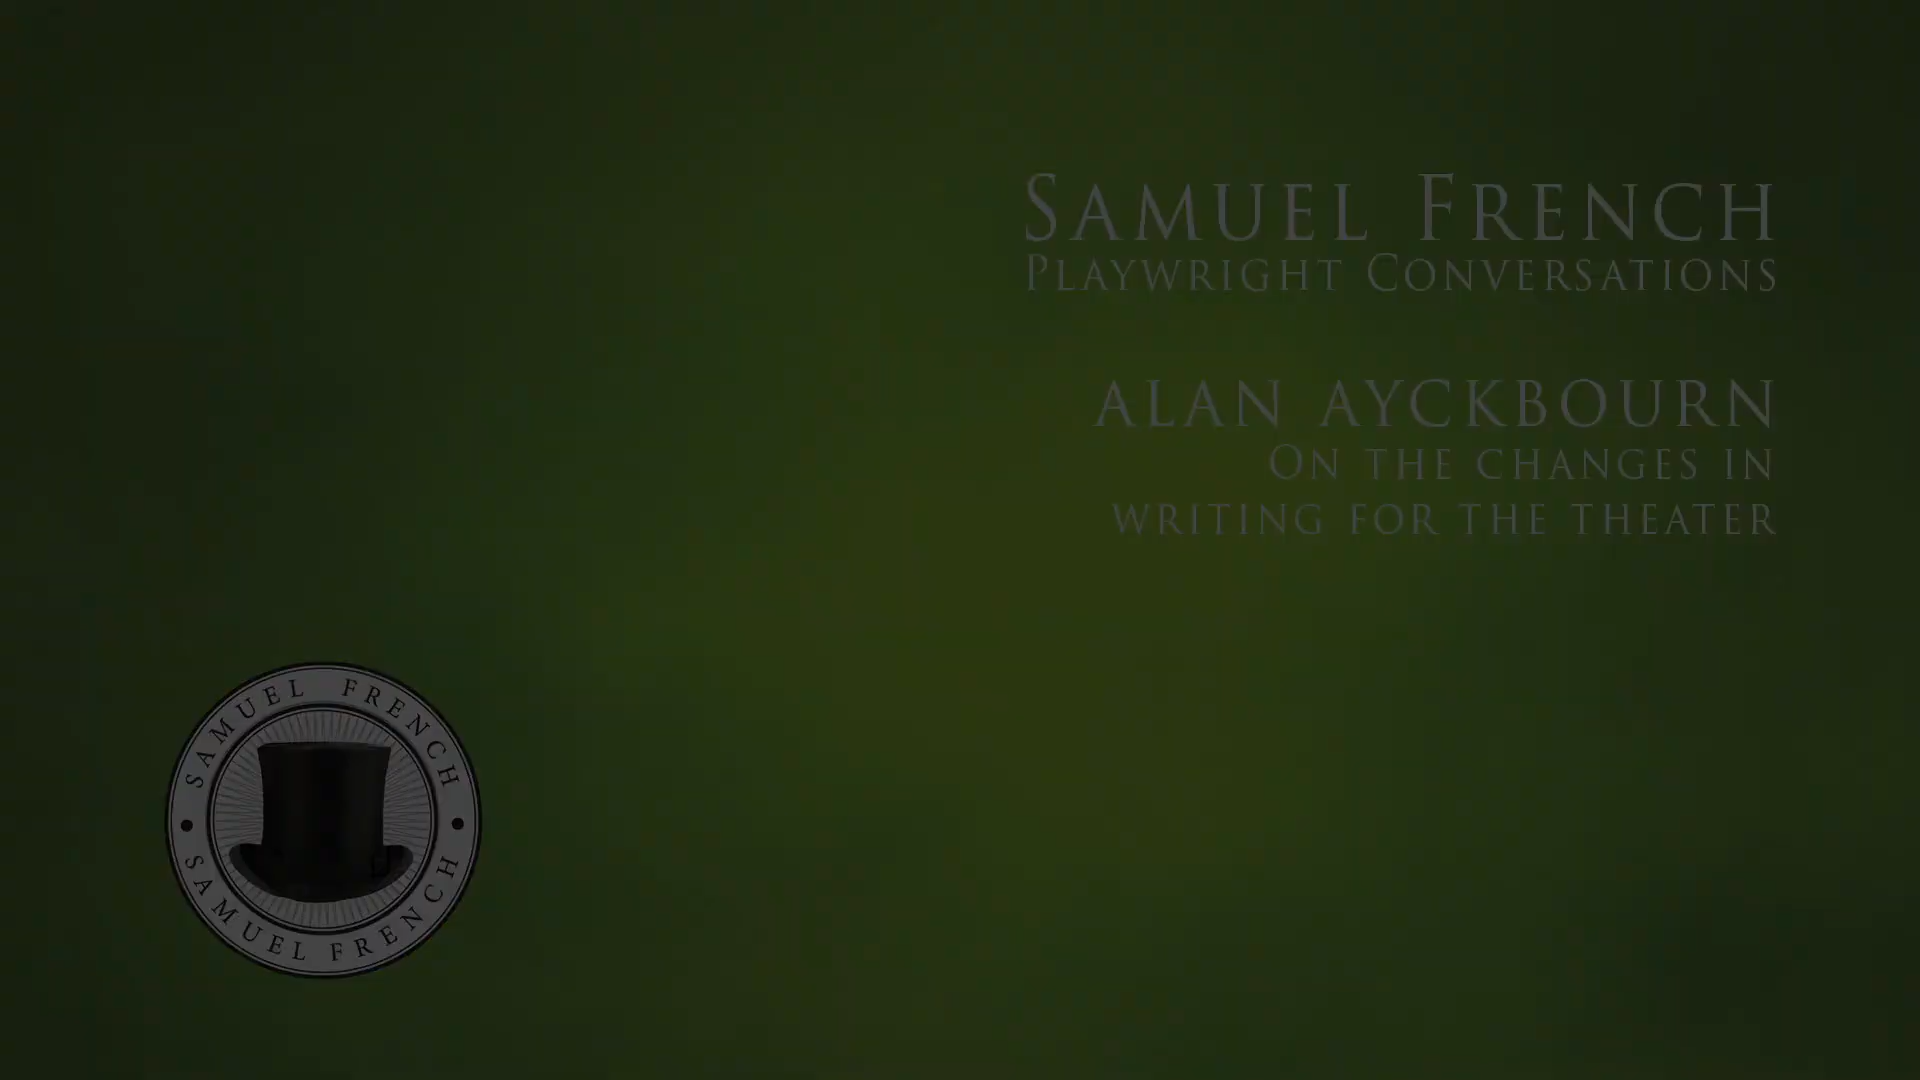 Samuel French
Playwright Conversations
ALAN AYCKBOURN
On the changes in
writing for the theater
SAMUEL FRENCH
SAMUEL FRENCH